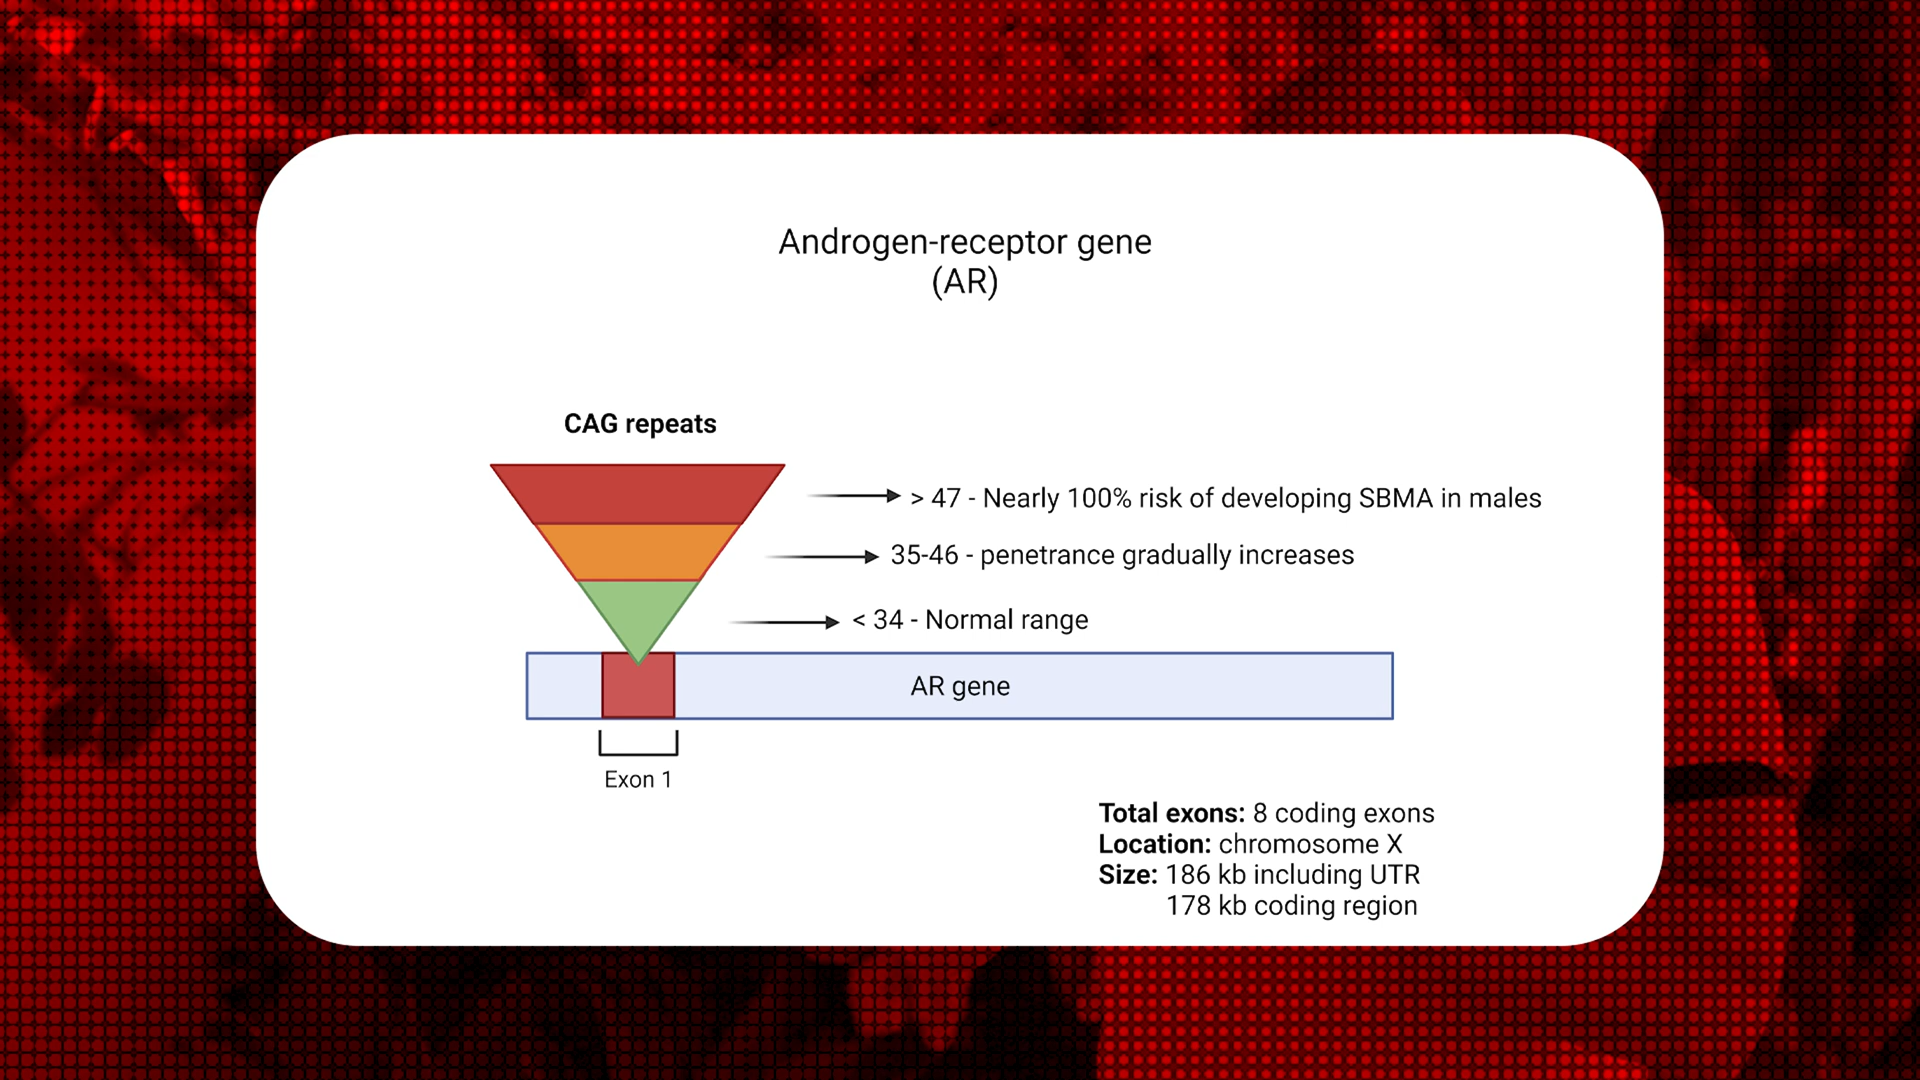 Androgen-receptor gene
(AR)
CAG repeats
> 47 - Nearly 100% risk of developing SBMA in males
35-46 - penetrance gradually increases
< 34 - Normal range
AR gene
Exon 1
Total exons: 8 coding exons
Location: chromosome X
Size: 186 kb including UTR
178 kb coding region